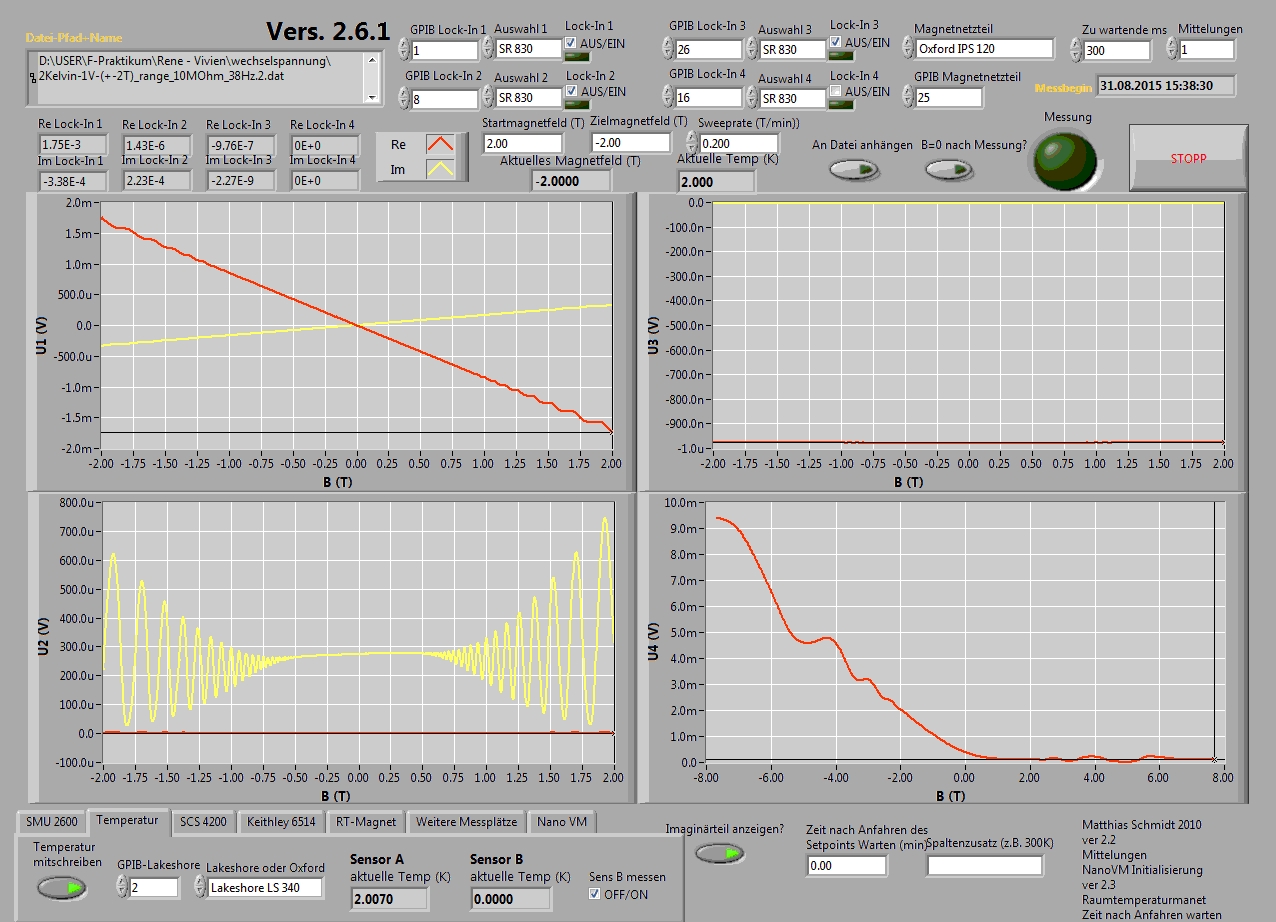 Datei-Pfad--Name
Vers. 2.6.1
D:\USER\F-Praktikum\Rene - Vivien\wechselspannung\
2Kelvin-1V-(+-2T)_range_10MOhm_38Hz.2.dat
GPIB Lock-In 1 Auswahl 1 Lock-In 1
1 SR 830 AUS/EIN
GPIB Lock-In 2 Auswahl 2 Lock-In 2
8 SR 830 AUS/EIN
GPIB Lock-In 3 Auswahl 3 Lock-In 3
26 SR 830 AUS/EIN
GPIB Lock-In 4 Auswahl 4 Lock-In 4
16 SR 830 AUS/EIN
Magnetnetzteil
Oxford IPS 120
GPIB Magnetnetzteil
25
Zu wartende ms
300
Mittelungen
1
Messbegin 31.08.2015 15:38:30
Re Lock-In 1 Re Lock-In 2 Re Lock-In 3 Re Lock-In 4
1.75E-3 1.43E-6 -9.76E-7 0E+0
Im Lock-In 1 Im Lock-In 2 Im Lock-In 3 Im Lock-In 4
-3.38E-4 2.23E-4 -2.27E-9 0E+0
Re
Im
Startmagnetfeld (T) Zielmagnetfeld (T) Sweeprate (T/min))
2.00 -2.00 0.200
Aktuelles Magnetfeld (T) Aktuelle Temp (K)
-2.0000 2.000
An Datei anhängen B=0 nach Messung?
Messung
STOPP
2.0m
1.5m
1.0m
500.0u
0.0
-500.0u
-1.0m
-1.5m
-2.0m
U1 (V)
-2.00 -1.75 -1.50 -1.25 -1.00 -0.75 -0.50 -0.25 0.00 0.25 0.50 0.75 1.00 1.25 1.50 1.75 2.00
B (T)
0.0
-100.0n
-200.0n
-300.0n
-400.0n
-500.0n
-600.0n
-700.0n
-800.0n
-900.0n
-1.0u
U3 (V)
-2.00 -1.75 -1.50 -1.25 -1.00 -0.75 -0.50 -0.25 0.00 0.25 0.50 0.75 1.00 1.25 1.50 1.75 2.00
B (T)
800.0u
700.0u
600.0u
500.0u
400.0u
300.0u
200.0u
100.0u
0.0
-100.0u
U2 (V)
-2.00 -1.75 -1.50 -1.25 -1.00 -0.75 -0.50 -0.25 0.00 0.25 0.50 0.75 1.00 1.25 1.50 1.75 2.00
B (T)
10.0m
9.0m
8.0m
7.0m
6.0m
5.0m
4.0m
3.0m
2.0m
1.0m
0.0
U4 (V)
-8.00 -6.00 -4.00 -2.00 0.00 2.00 4.00 6.00 8.00
B (T)
SMU 2600 Temperatur SCS 4200 Keithley 6514 RT-Magnet Weitere Messplätze Nano VM
Temperatur
mitschreiben
GPIB-Lakeshore Lakeshore oder Oxford
2 Lakeshore LS 340
Sensor A
aktuelle Temp (K)
2.0070
Sensor B
aktuelle Temp (K)
0.0000
Sens B messen
OFF/ON
Imaginärteil anzeigen?
Zeit nach Anfahren des
Setpoints Warten (min)
0.00
Spaltenzusatz (z.B. 300K)
Matthias Schmidt 2010
ver 2.2
Mittelungen
NanoVM Initialisierung
ver 2.3
Raumtemperaturmanet
Zeit nach Anfahren warten